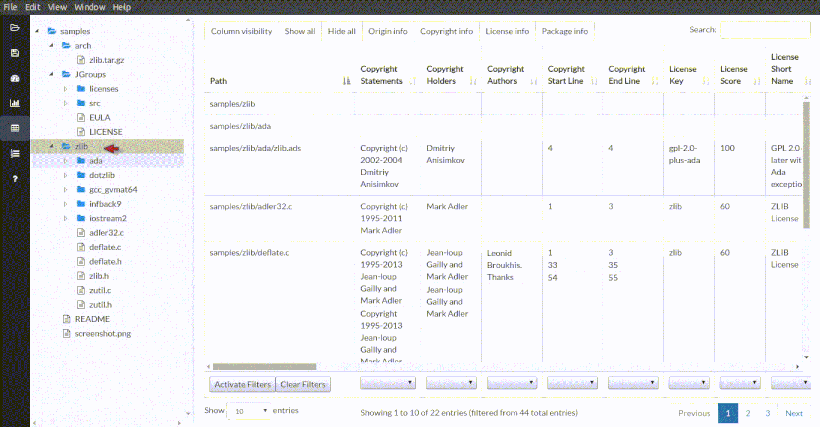 File Edit View Window Help
samples
arch
zlib.tar.gz
JGroups
licenses
src
EULA
LICENSE
zlib
ada
dotzlib
gcc_gvmat64
infback9
iostream2
adler32.c
deflate.c
deflate.h
zlib.h
zutil.c
zutil.h
README
screenshot.png
Column visibility Show all Hide all Origin info Copyright info License info Package info
Search:
Path
Copyright Statements
Copyright Holders
Copyright Authors
Copyright Start Line
Copyright End Line
License Key
License Score
License Short Name
samples/zlib
samples/zlib/ada
samples/zlib/ada/zlib.ads
Copyright (c)
2002-2004
Dmitriy
Anisimkov
Dmitriy
Anisimkov
4
4
gpl-2.0-
plus-ada
100
GPL 2.0
later wit
Ada
exceptio
samples/zlib/adler32.c
Copyright (c)
1995-2011
Mark Adler
Mark Adler
1
3
zlib
60
ZLIB
License
samples/zlib/deflate.c
Copyright (c)
1995-2013
Jean-loup
Gailly and
Mark Adler
Copyright
1995-2013
Jean-loup
Gailly and
Mark Adler
Jean-loup
Gailly and
Mark Adler
Jean-loup
Gailly and
Mark Adler
Leonid
Broukhis.
Thanks
1
33
54
3
35
55
zlib
60
ZLIB
License
Activate Filters Clear Filters
Show 10 entries
Showing 1 to 10 of 22 entries (filtered from 44 total entries)
Previous 1 2 3 Next